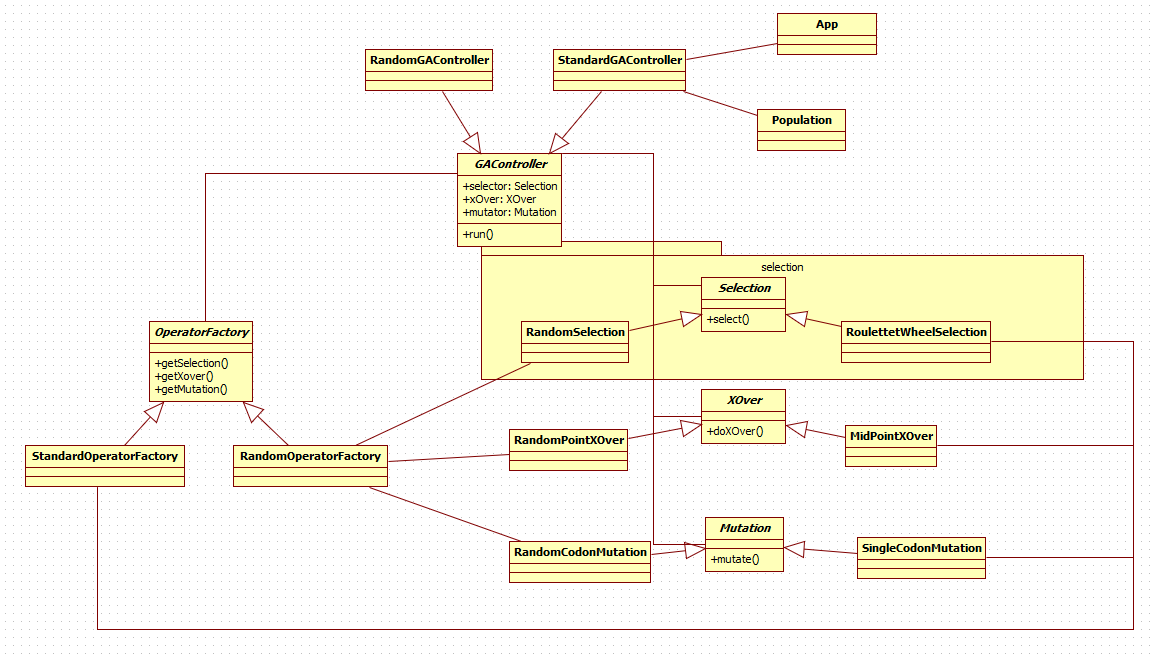 App
RandomGAController
StandardGAController
Population
GAController
+selector: Selection
+xOver: XOver
+mutator: Mutation
+run()
selection
Selection
+select()
RandomSelection
RoulettetWheelSelection
OperatorFactory
+getSelection()
+getXover()
+getMutation()
XOver
+doXOver()
RandomPointXOver
MidPointXOver
StandardOperatorFactory
RandomOperatorFactory
Mutation
+mutate()
RandomCodonMutation
SingleCodonMutation